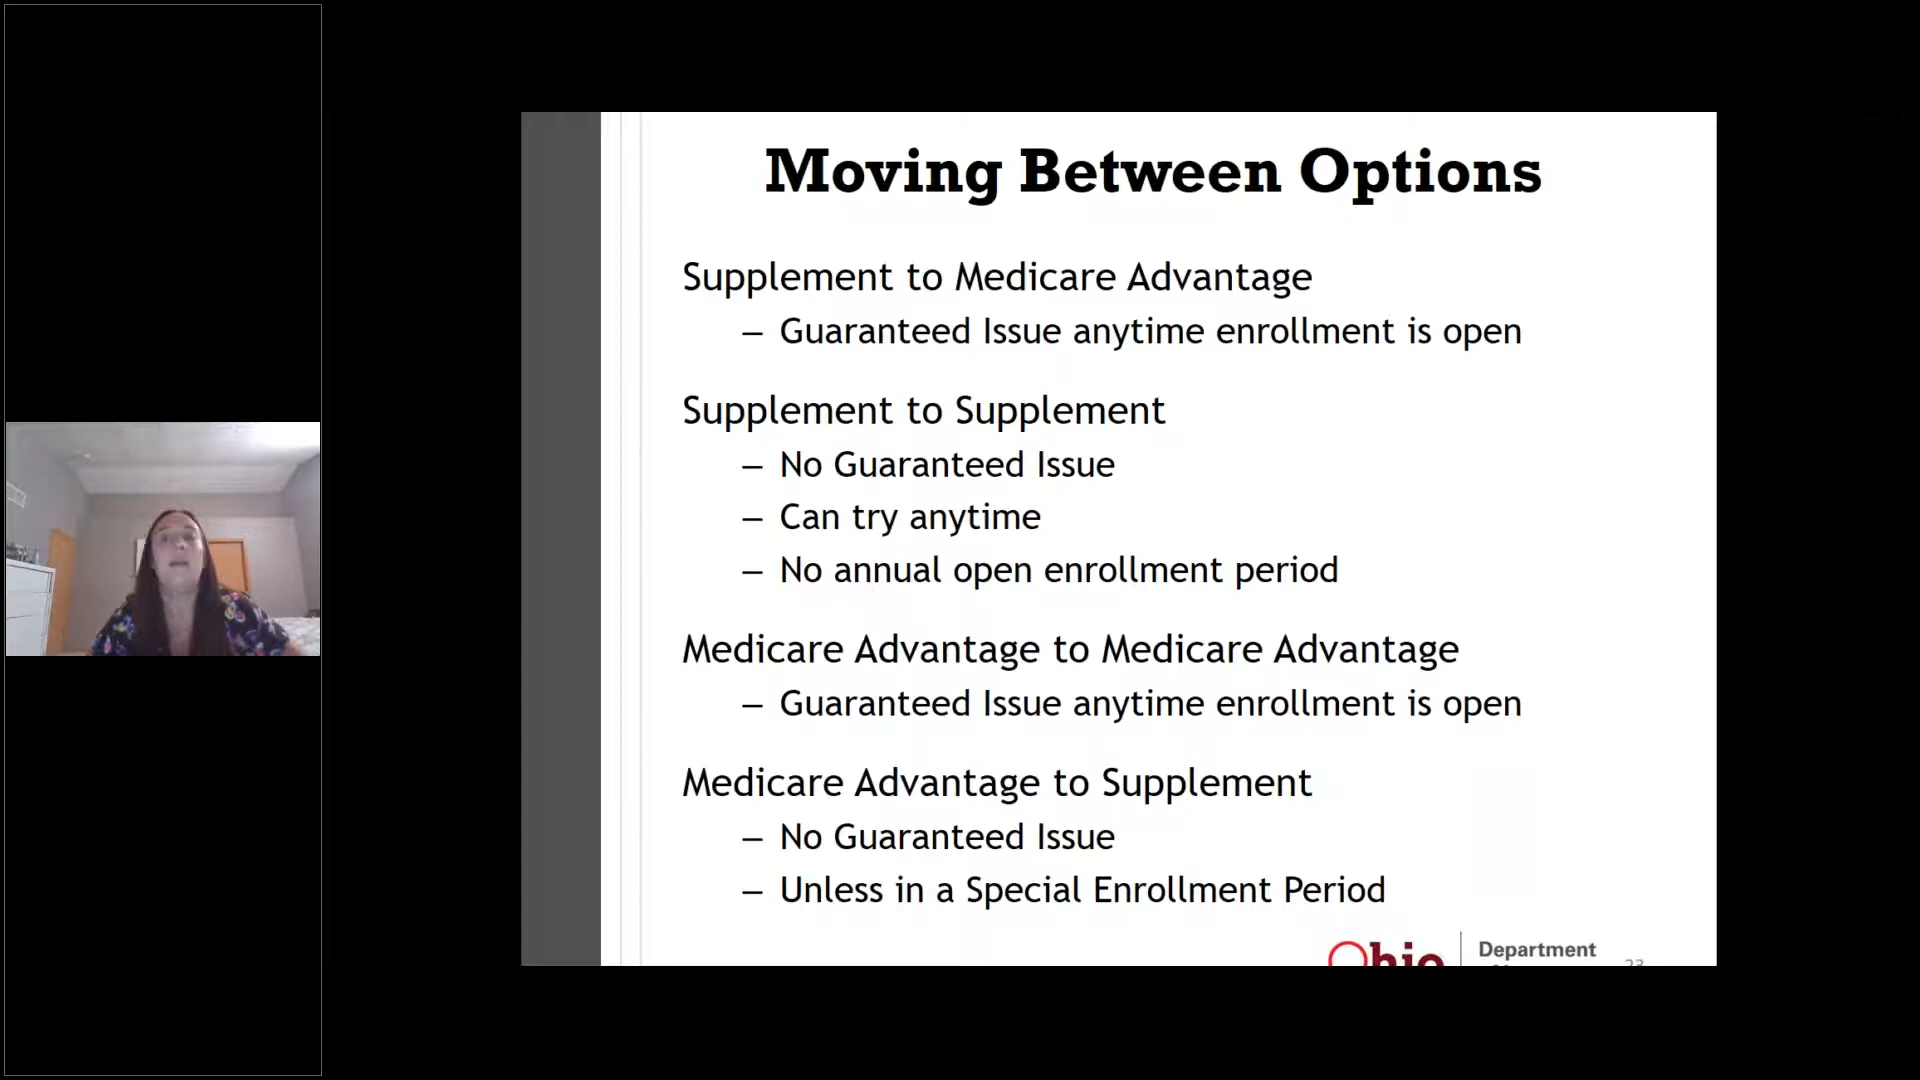 Moving Between Options
Supplement to Medicare Advantage
– Guaranteed Issue anytime enrollment is open
Supplement to Supplement
– No Guaranteed Issue
– Can try anytime
– No annual open enrollment period
Medicare Advantage to Medicare Advantage
– Guaranteed Issue anytime enrollment is open
Medicare Advantage to Supplement
– No Guaranteed Issue
– Unless in a Special Enrollment Period
Ohio
Department
23